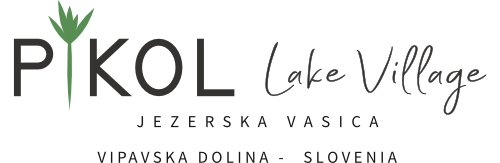 PIKOL Lake Village
JEZERSKA VASICA
VIPAVSKA DOLINA - SLOVENIA